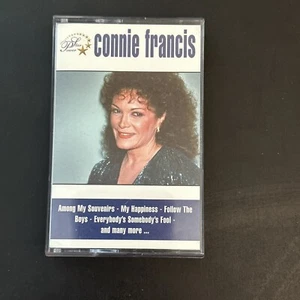 connie francis
Among My Souvenirs - My Happiness - Follow The
Boys - Everybody's Somebody's Fool -
and many more ...